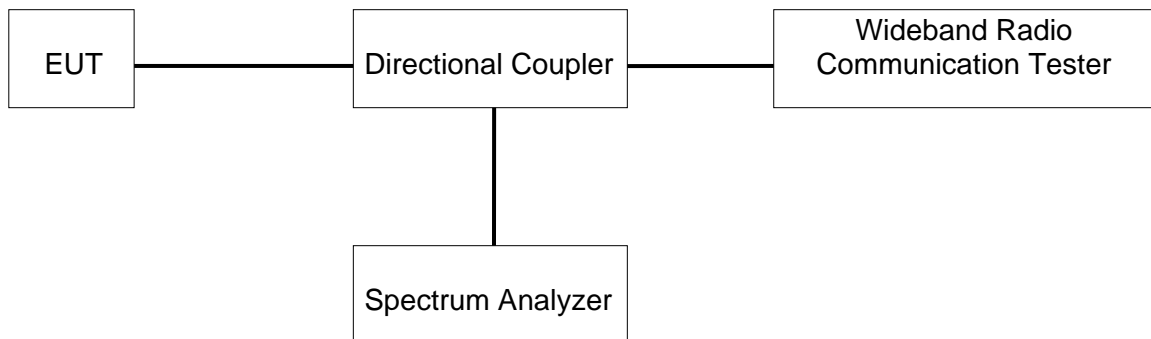 EUT
Directional Coupler
Wideband Radio
Communication Tester
Spectrum Analyzer